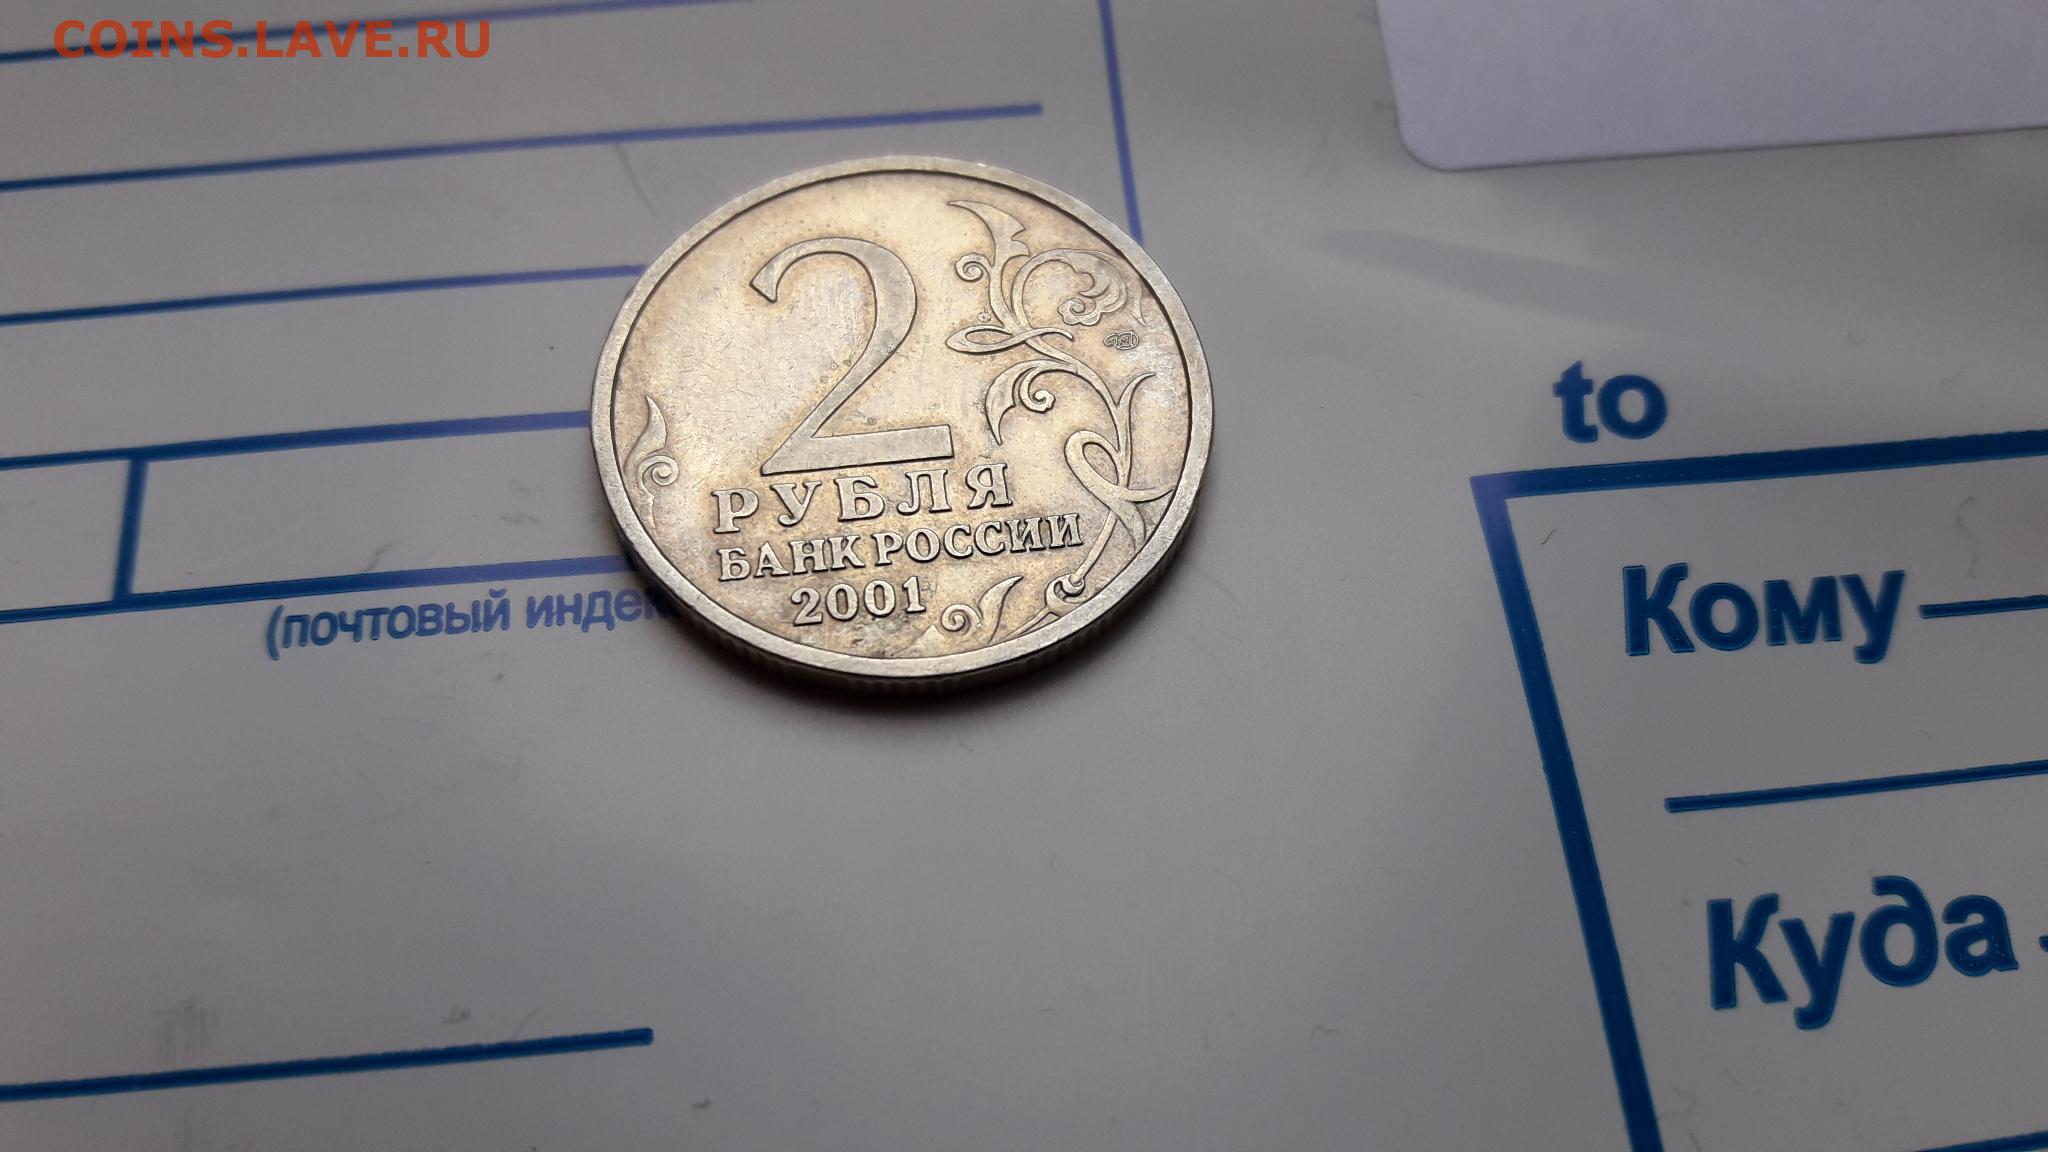 COINS.LAVE.RU
2
РУБЛЯ
БАНК РОССИИ
2001
(почтовый индек
to
Кому
Куда